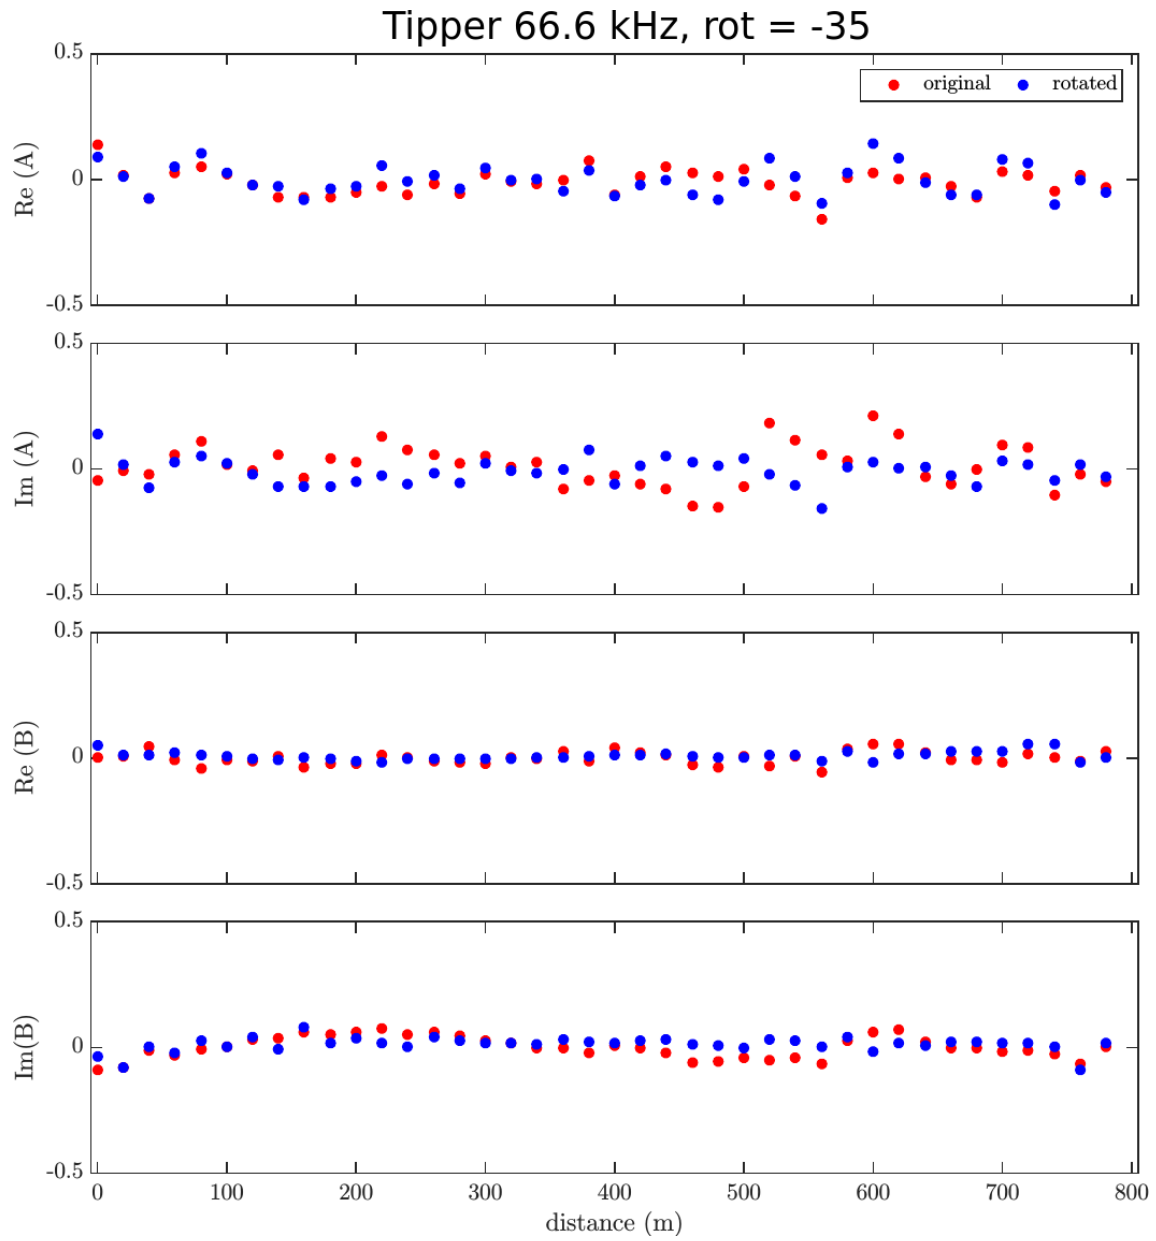 Tipper 66.6 kHz, rot = -35
0.5
original rotated
Re (A)
0
-0.5
0.5
Im (A)
0
-0.5
0.5
Re (B)
0
-0.5
0.5
Im(B)
0
-0.5
0 100 200 300 400 500 600 700 800
distance (m)